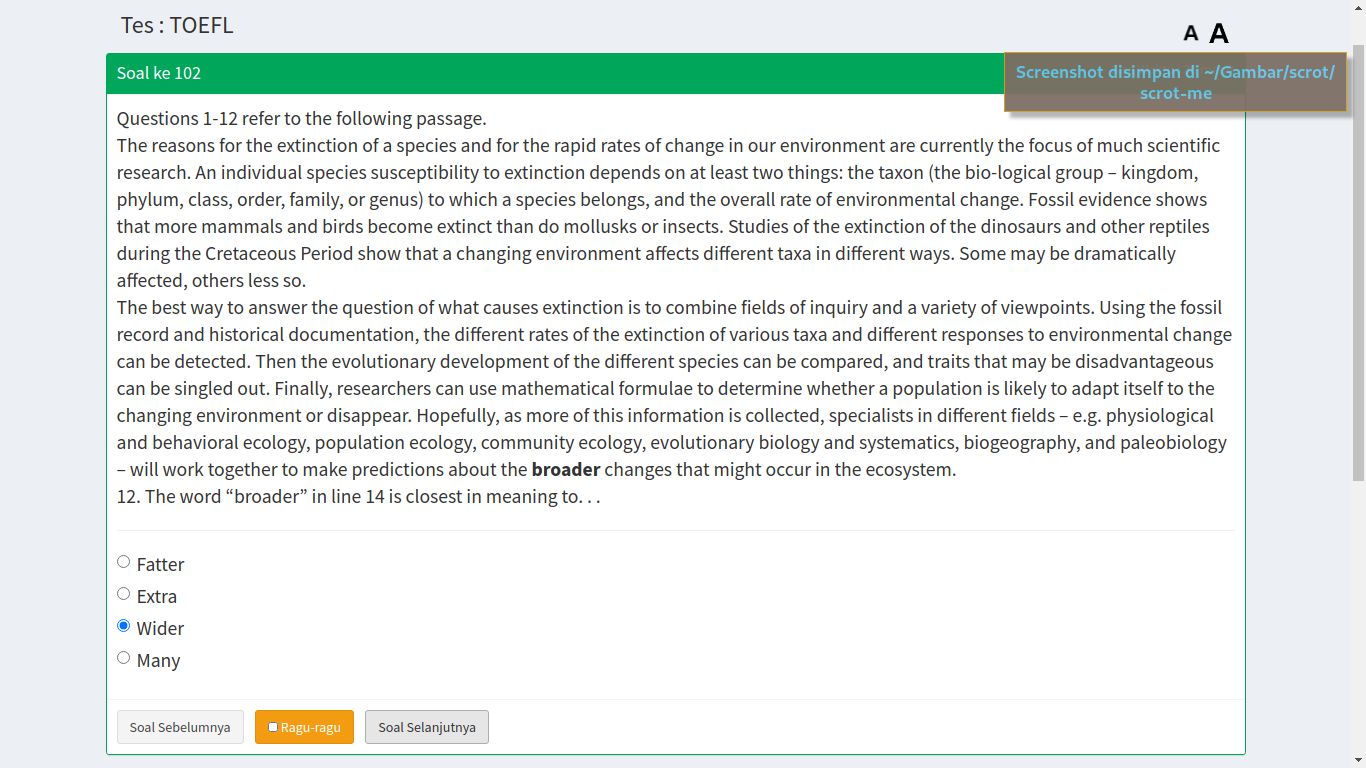 Tes : TOEFL
A A
Soal ke 102
Screenshot disimpan di ~/Gambar/scrot/
scrot-me
Questions 1-12 refer to the following passage.
The reasons for the extinction of a species and for the rapid rates of change in our environment are currently the focus of much scientific
research. An individual species susceptibility to extinction depends on at least two things: the taxon (the bio-logical group – kingdom,
phylum, class, order, family, or genus) to which a species belongs, and the overall rate of environmental change. Fossil evidence shows
that more mammals and birds become extinct than do mollusks or insects. Studies of the extinction of the dinosaurs and other reptiles
during the Cretaceous Period show that a changing environment affects different taxa in different ways. Some may be dramatically
affected, others less so.
The best way to answer the question of what causes extinction is to combine fields of inquiry and a variety of viewpoints. Using the fossil
record and historical documentation, the different rates of the extinction of various taxa and different responses to environmental change
can be detected. Then the evolutionary development of the different species can be compared, and traits that may be disadvantageous
can be singled out. Finally, researchers can use mathematical formulae to determine whether a population is likely to adapt itself to the
changing environment or disappear. Hopefully, as more of this information is collected, specialists in different fields – e.g. physiological
and behavioral ecology, population ecology, community ecology, evolutionary biology and systematics, biogeography, and paleobiology
– will work together to make predictions about the broader changes that might occur in the ecosystem.
12. The word “broader” in line 14 is closest in meaning to. . .
Fatter
Extra
Wider
Many
Soal Sebelumnya
Ragu-ragu
Soal Selanjutnya